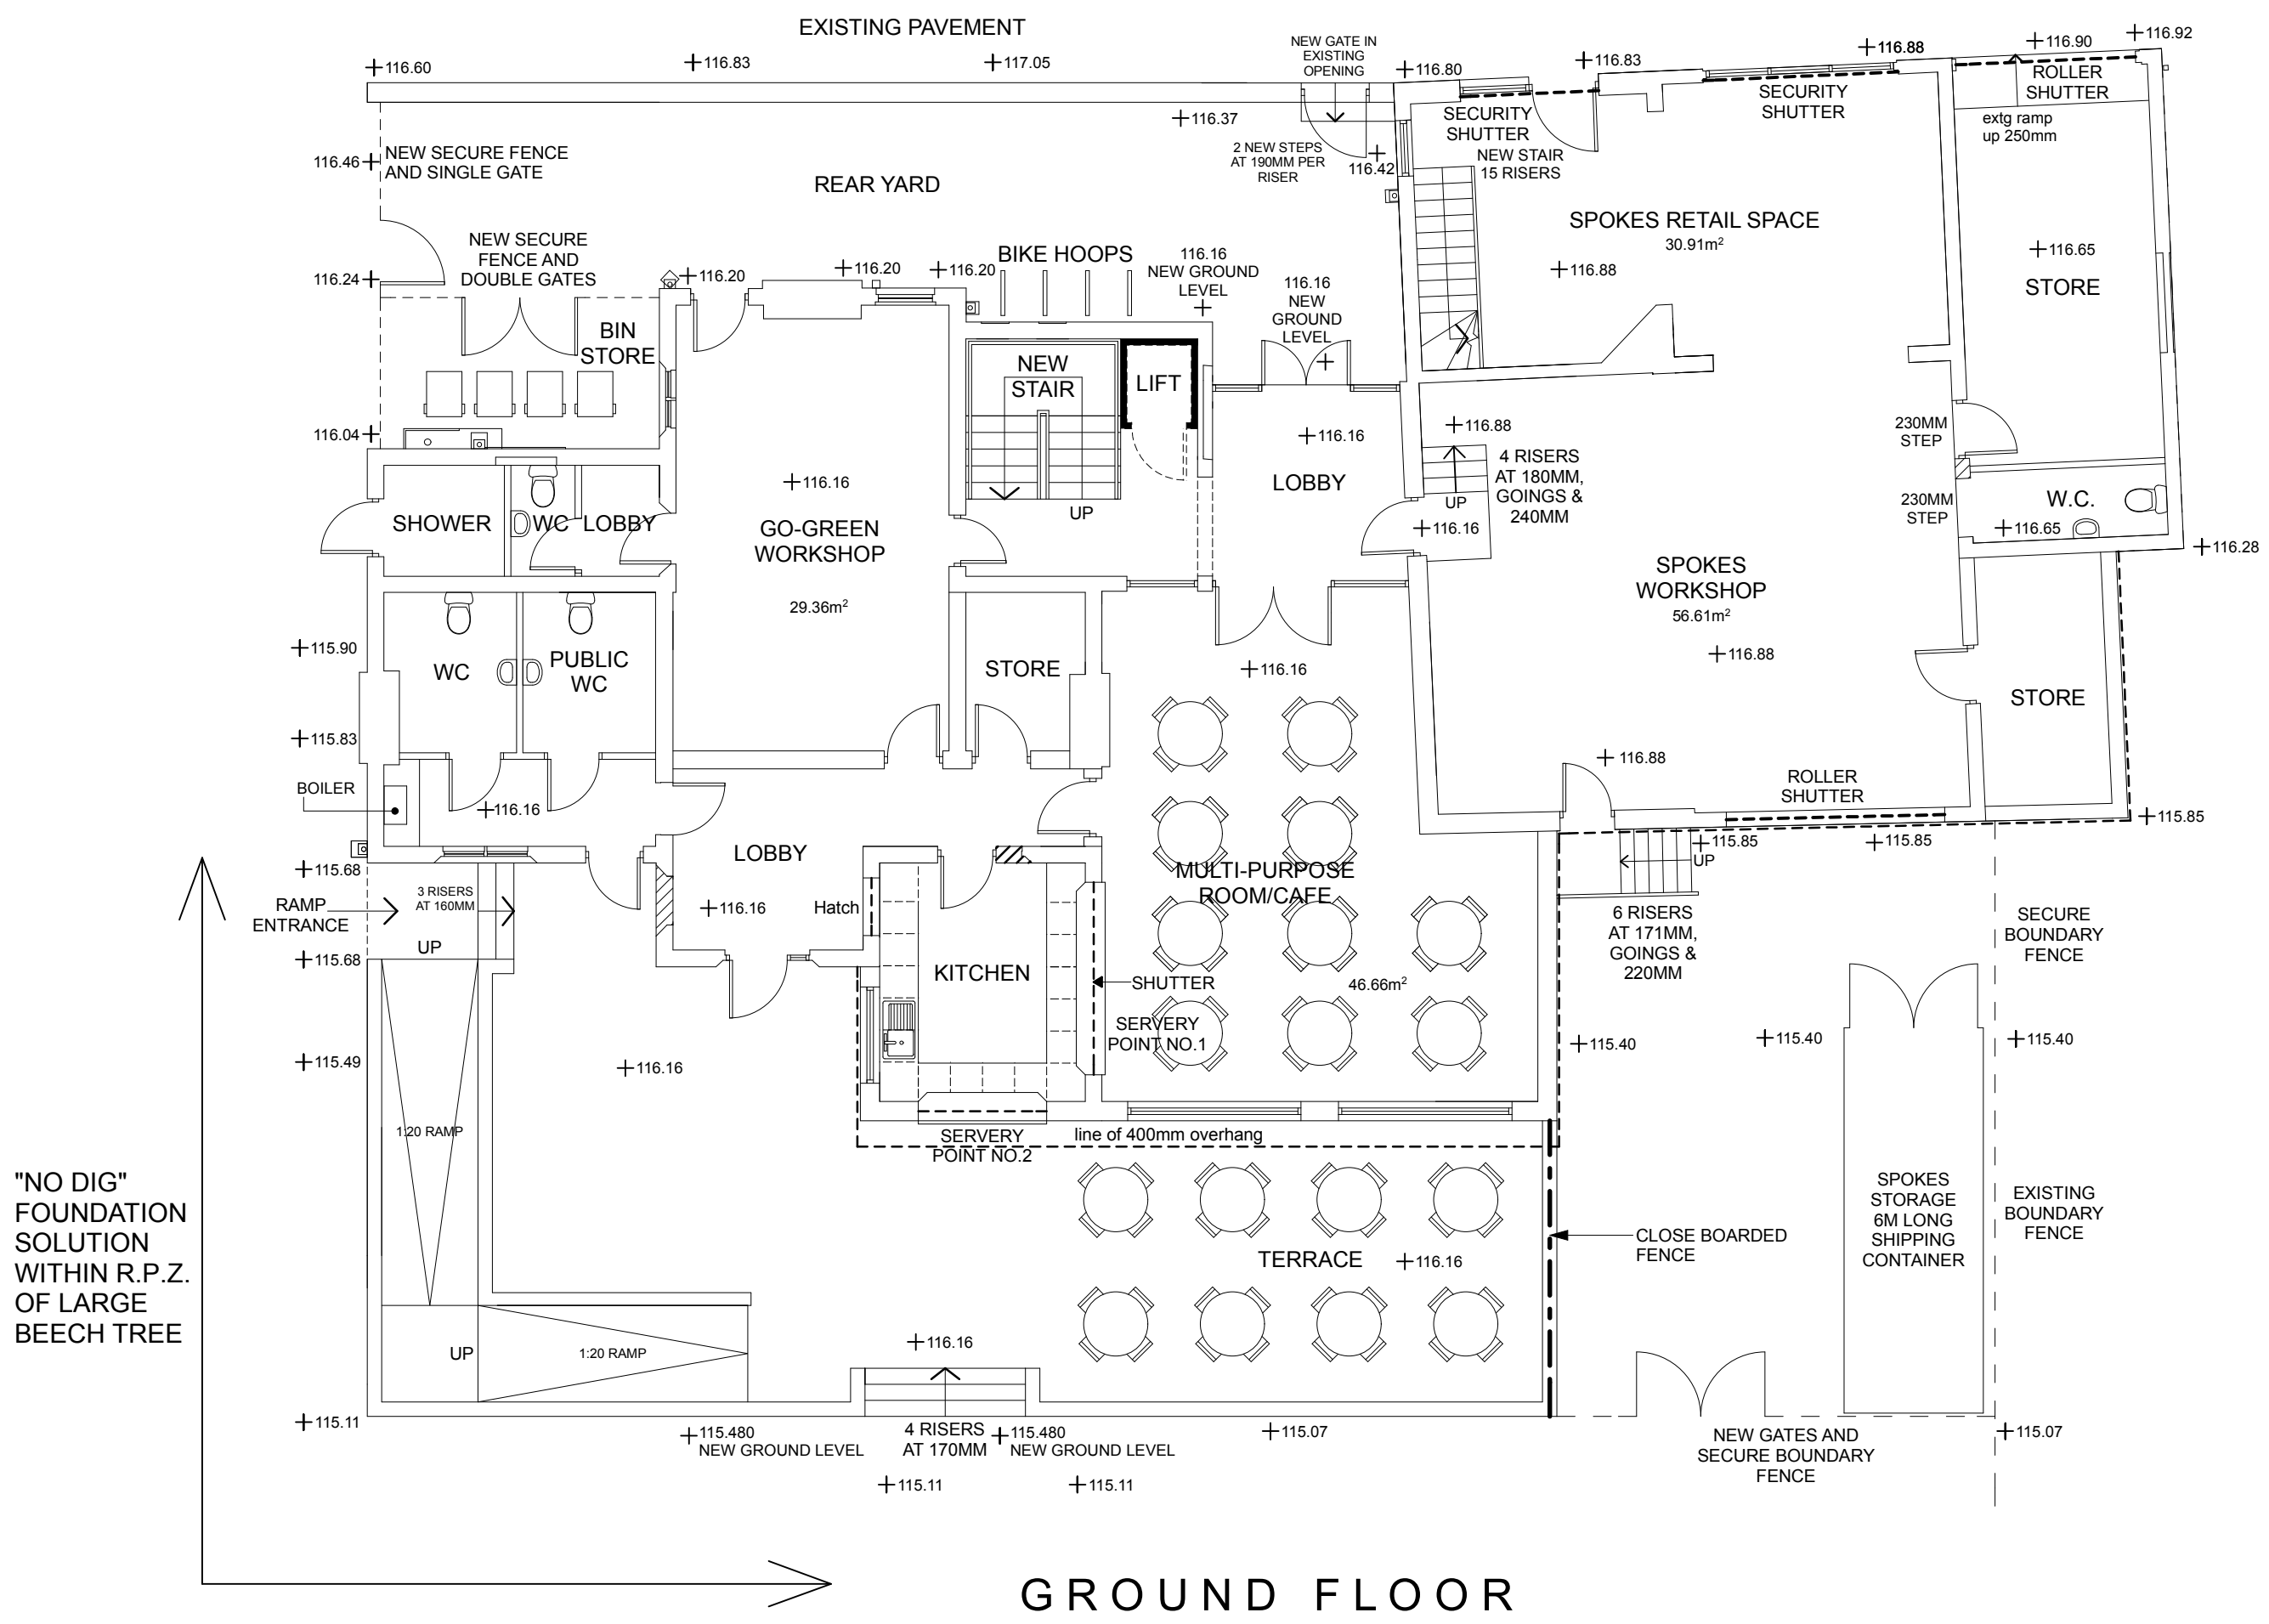 EXISTING PAVEMENT
116.60
116.83
117.05
NEW GATE IN
EXISTING
OPENING
116.80
116.83
116.88
116.90
116.92
ROLLER
SHUTTER
SECURITY
SHUTTER
SECURITY
SHUTTER
extg ramp
up 250mm
116.37
116.46
NEW SECURE FENCE
AND SINGLE GATE
2 NEW STEPS
AT 190MM PER
RISER
116.42
NEW STAIR
15 RISERS
REAR YARD
SPOKES RETAIL SPACE
30.91m²
116.88
116.65
STORE
NEW SECURE
FENCE AND
DOUBLE GATES
116.24
116.20
116.20
116.20
BIKE HOOPS
116.16
NEW GROUND
LEVEL
116.16
NEW
GROUND
LEVEL
BIN
STORE
NEW
STAIR
LIFT
116.04
116.16
LOBBY
116.88
4 RISERS
AT 180MM,
GOINGS &
240MM
UP
116.16
230MM
STEP
230MM
STEP
W.C.
116.65
116.28
SHOWER
WC
LOBBY
116.16
GO-GREEN
WORKSHOP
29.36m²
UP
SPOKES
WORKSHOP
56.61m²
116.88
115.90
WC
PUBLIC
WC
STORE
116.16
STORE
115.83
BOILER
116.16
116.88
ROLLER
SHUTTER
115.85
115.85
115.85
UP
LOBBY
MULTI-PURPOSE
ROOM/CAFE
115.68
RAMP
ENTRANCE
3 RISERS
AT 160MM
UP
116.16
Hatch
6 RISERS
AT 171MM,
GOINGS &
220MM
SECURE
BOUNDARY
FENCE
115.68
KITCHEN
SHUTTER
46.66m²
SERVERY
POINT NO.1
115.49
116.16
115.40
115.40
115.40
1:20 RAMP
SERVERY
POINT NO.2
line of 400mm overhang
"NO DIG"
FOUNDATION
SOLUTION
WITHIN R.P.Z.
OF LARGE
BEECH TREE
SPOKES
STORAGE
6M LONG
SHIPPING
CONTAINER
EXISTING
BOUNDARY
FENCE
CLOSE BOARDED
FENCE
TERRACE
116.16
UP
1:20 RAMP
116.16
115.11
115.480
NEW GROUND LEVEL
4 RISERS
AT 170MM
115.480
NEW GROUND LEVEL
115.07
NEW GATES AND
SECURE BOUNDARY
FENCE
115.07
115.11
115.11
GROUND FLOOR